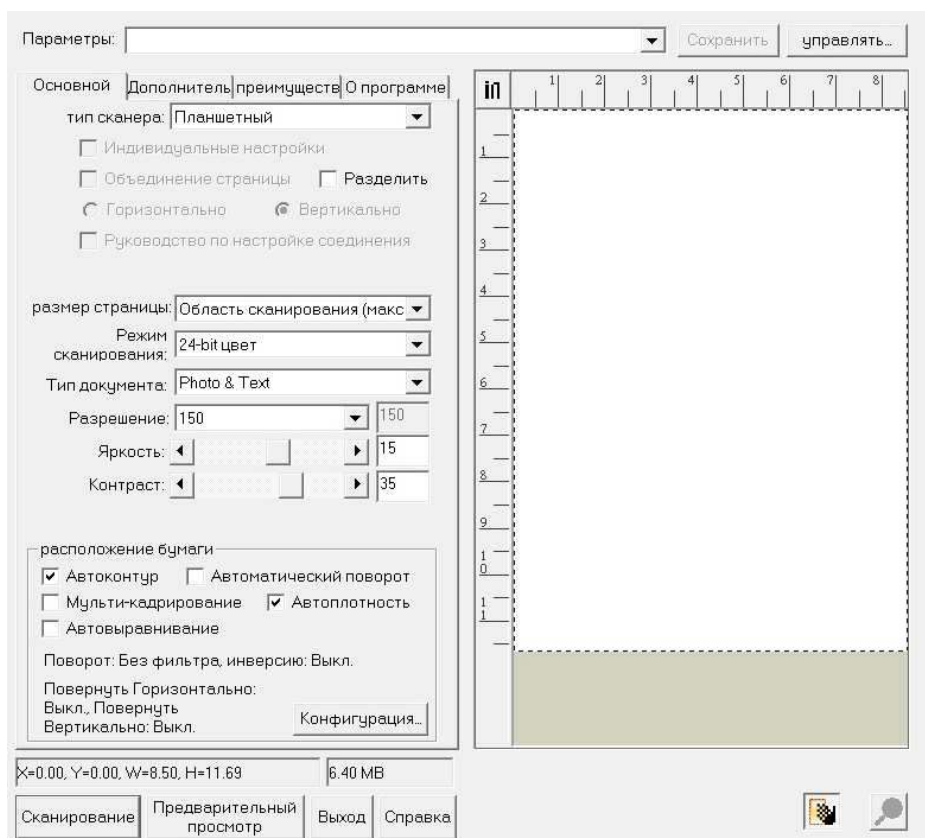 Параметры: Сохранить управлять...
Основной Дополнитель преимуществ О программе
тип сканера: Планшетный
Индивидуальные настройки
Объединение страницы Разделить
Горизонтально Вертикально
Руководство по настройке соединения
размер страницы: Область сканирования (макс
Режим
сканирования: 24-bit цвет
Тип документа: Photo & Text
Разрешение: 150 150
Яркость: 15
Контраст: 35
расположение бумаги
Автоконтур Автоматический поворот
Мульти-кадрирование Автоплотность
Автовыравнивание
Поворот: Без фильтра, инверсию: Выкл.
Повернуть Горизонтально:
Выкл., Повернуть
Вертикально: Выкл. Конфигурация...
in 1 2 3 4 5 6 7 8
1
2
3
4
5
6
7
8
9
10
11
X=0.00, Y=0.00, W=8.50, H=11.69 6.40 MB
Сканирование Предварительный
просмотр Выход Справка